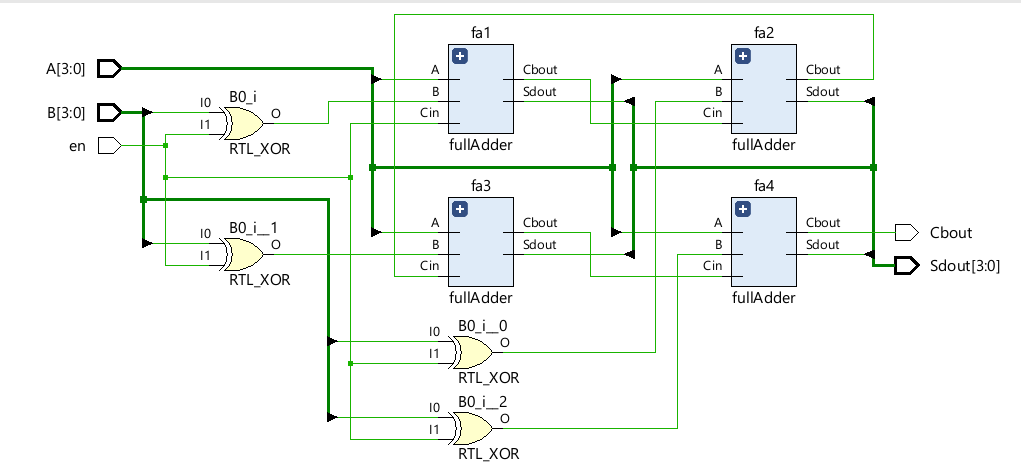 fa1
fa2
A[3:0]
A
Cbout
A
Cbout
B0_i
B
Sdout
B
Sdout
B[3:0]
I0
O
I1
Cin
Cin
en
RTL_XOR
fullAdder
fullAdder
fa3
fa4
B0_i__1
A
Cbout
A
Cbout
Cbout
I0
O
B
Sdout
B
Sdout
I1
Cin
Cin
Sdout[3:0]
RTL_XOR
fullAdder
fullAdder
B0_i__0
I0
O
I1
RTL_XOR
B0_i__2
I0
O
I1
RTL_XOR